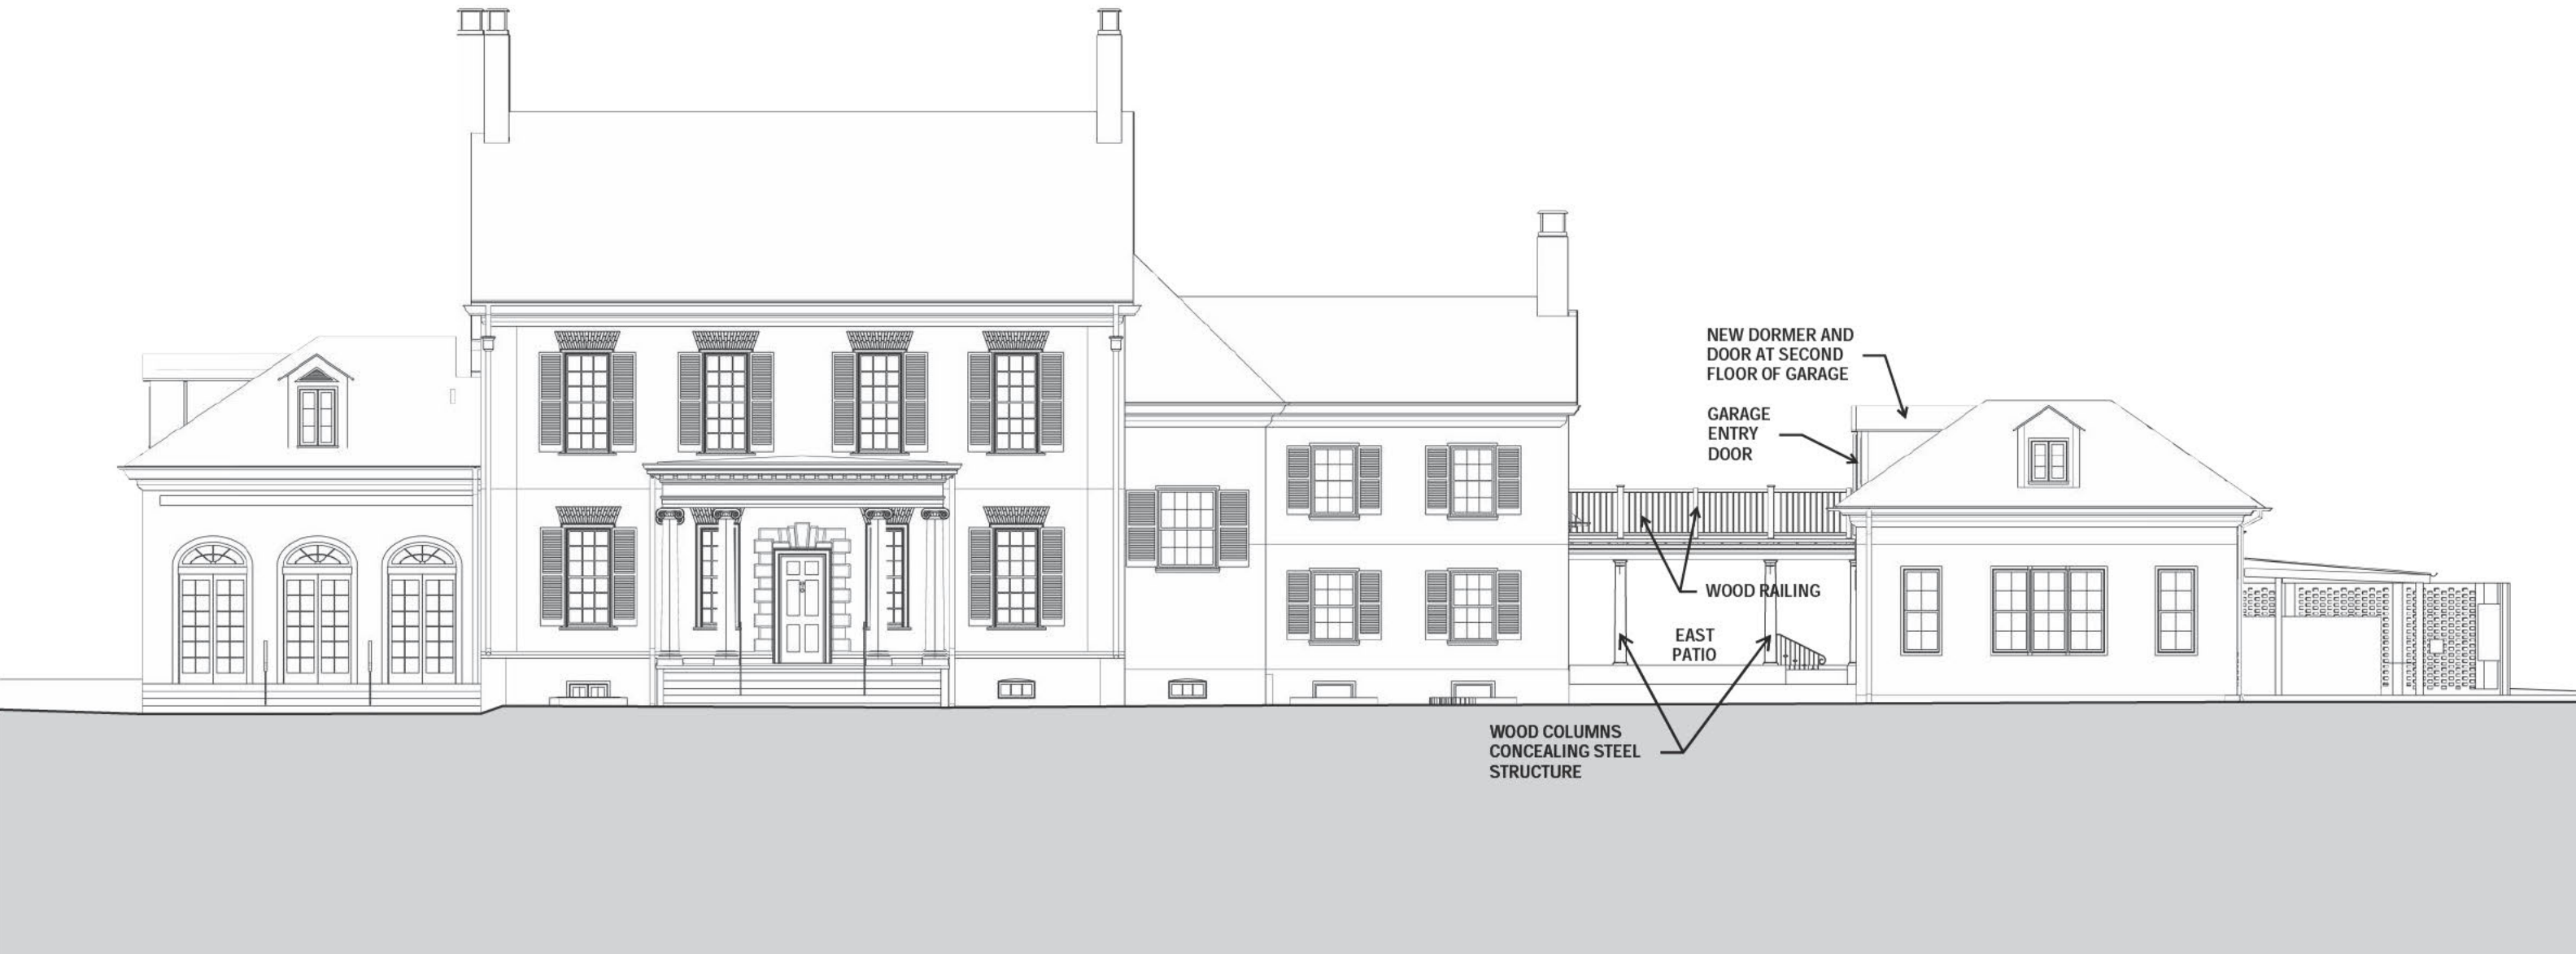 NEW DORMER AND
DOOR AT SECOND
FLOOR OF GARAGE
GARAGE
ENTRY
DOOR
WOOD RAILING
EAST
PATIO
WOOD COLUMNS
CONCEALING STEEL
STRUCTURE